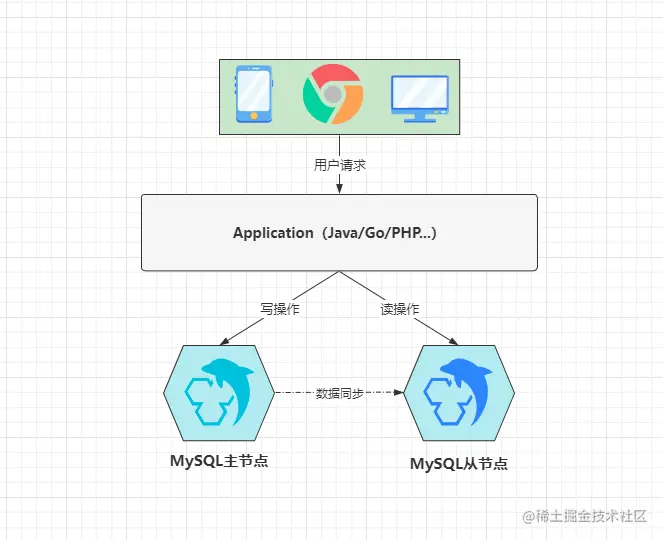 用户请求
Application（Java/Go/PHP...）
写操作
读操作
数据同步
MySQL主节点
MySQL从节点
@稀土掘金技术社区